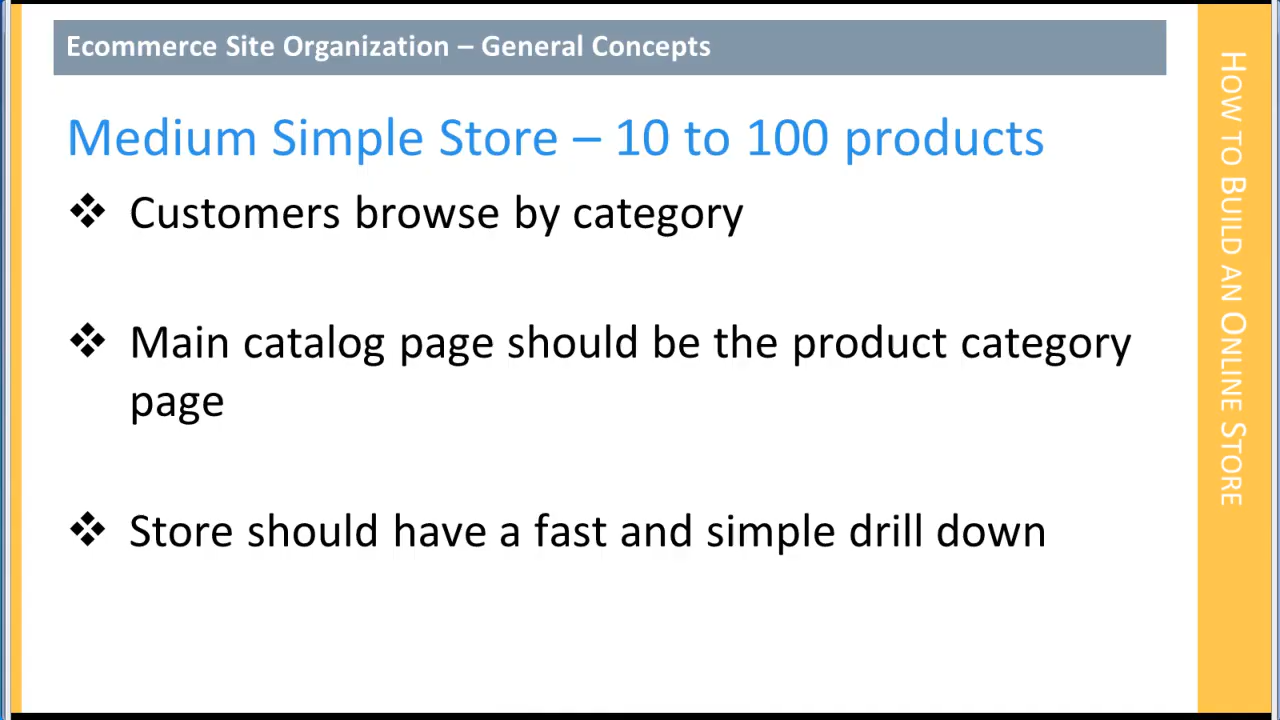 Ecommerce Site Organization – General Concepts
Medium Simple Store – 10 to 100 products
❖ Customers browse by category
❖ Main catalog page should be the product category
page
❖ Store should have a fast and simple drill down
How to Build an Online Store